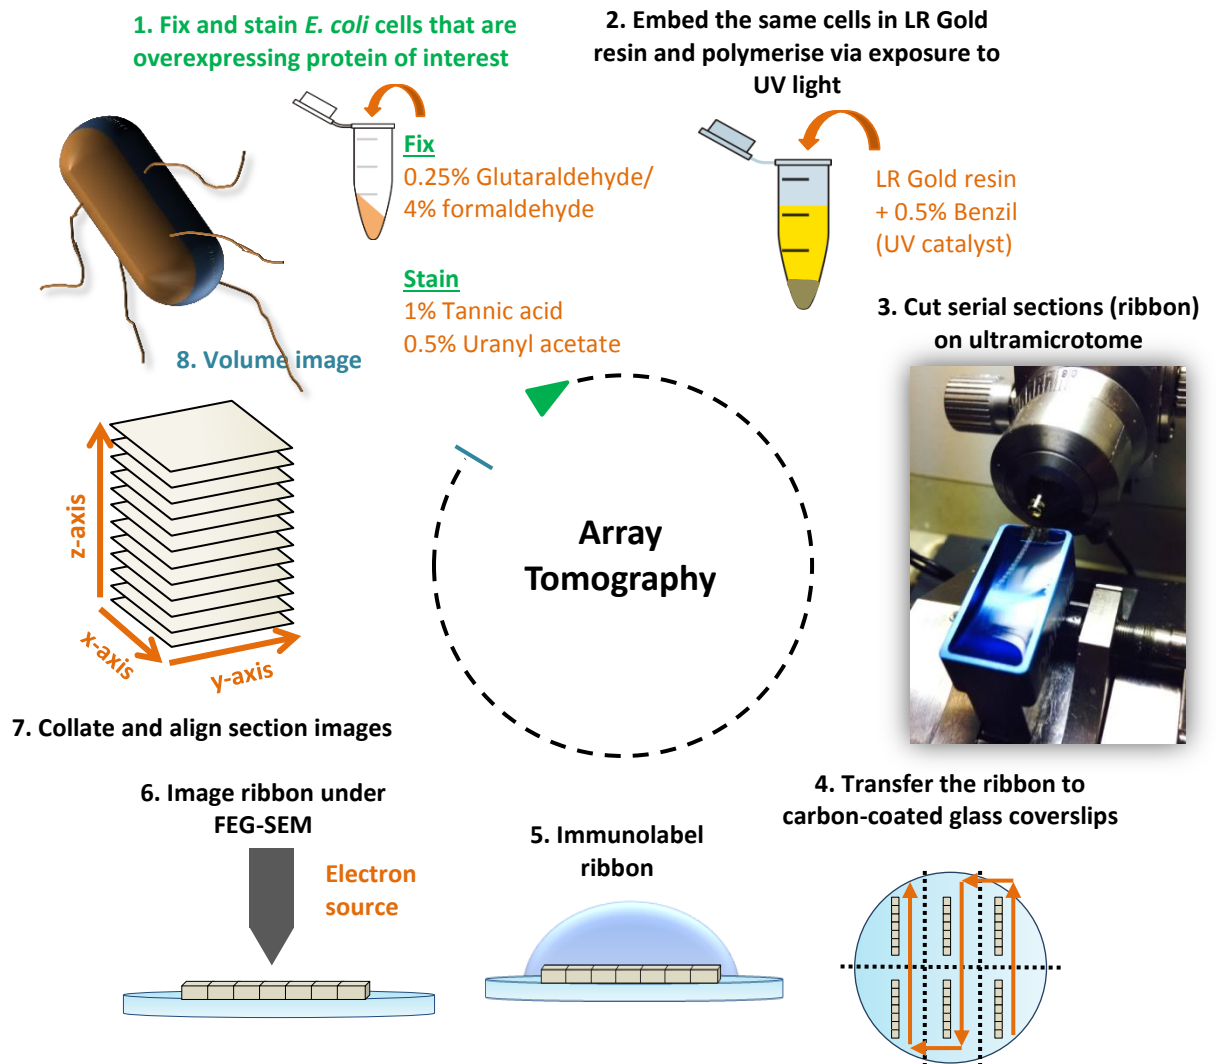 1. Fix and stain E. coli cells that are
overexpressing protein of interest
Fix
0.25% Glutaraldehyde/
4% formaldehyde
Stain
1% Tannic acid
0.5% Uranyl acetate
2. Embed the same cells in LR Gold
resin and polymerise via exposure to
UV light
LR Gold resin
+ 0.5% Benzil
(UV catalyst)
3. Cut serial sections (ribbon)
on ultramicrotome
4. Transfer the ribbon to
carbon-coated glass coverslips
5. Immunolabel
ribbon
6. Image ribbon under
FEG-SEM
Electron
source
7. Collate and align section images
z-axis
x-axis
y-axis
8. Volume image
Array
Tomography